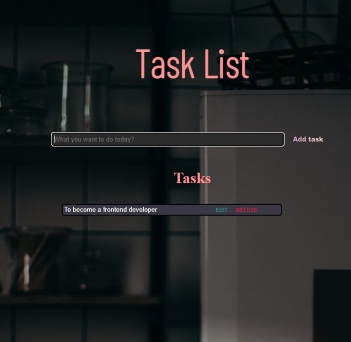 Task List
What you want to do today?
Add task
Tasks
To become a frontend developer EDIT DELETE